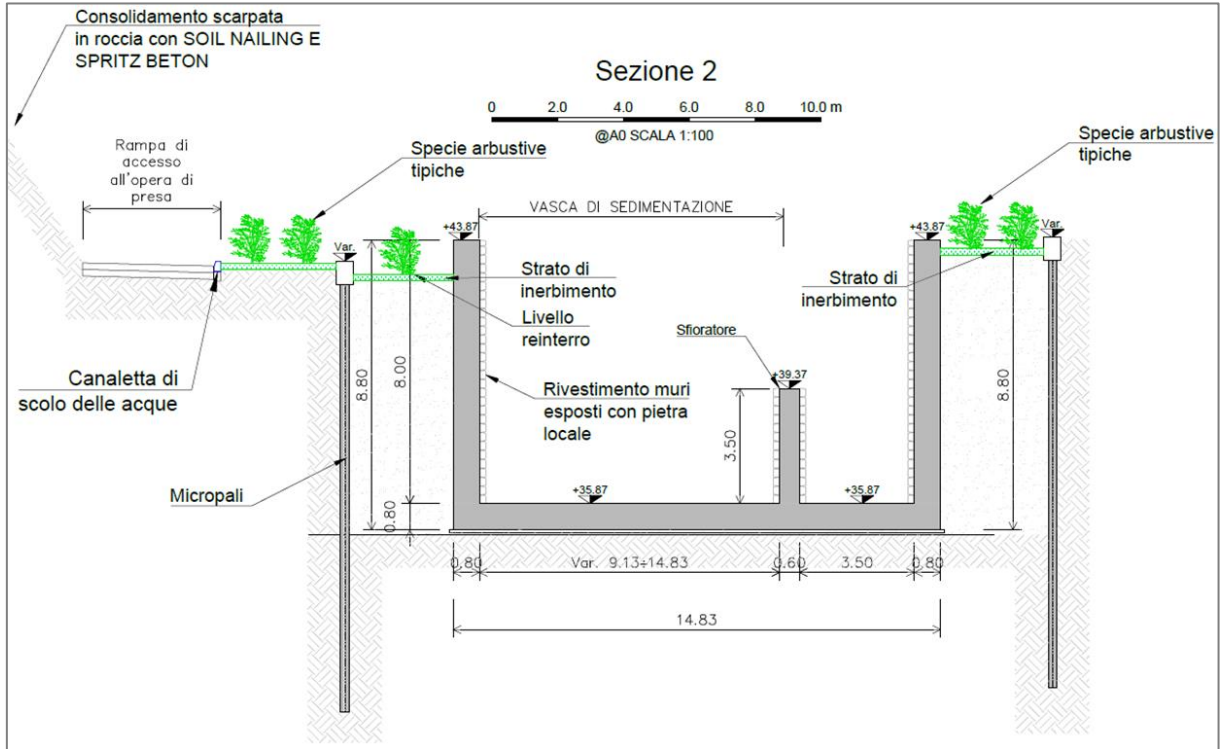 Consolidamento scarpata
in roccia con SOIL NAILING E
SPRITZ BETON
Sezione 2
0 2.0 4.0 6.0 8.0 10.0 m
@A0 SCALA 1:100
Rampa di
accesso
all'opera di
presa
Specie arbustive
tipiche
Specie arbustive
tipiche
VASCA DI SEDIMENTAZIONE
+43.87
+43.87
Var.
Var.
Strato di
inerbimento
Strato di
inerbimento
Livello
reinterro
Sfioratore
+39.37
Canaletta di
scolo delle acque
8.80
8.00
Rivestimento muri
esposti con pietra
locale
3.50
8.80
Micropali
+35.87
+35.87
0.80
0.80
Var. 9.13÷14.83
0.60
3.50
0.80
14.83